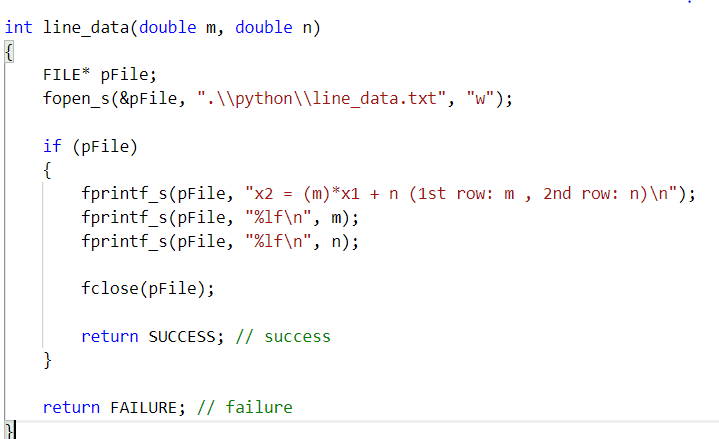 int line_data(double m, double n)
{
FILE* pFile;
fopen_s(&pFile, ".\\python\\line_data.txt", "w");
if (pFile)
{
fprintf_s(pFile, "x2 = (m)*x1 + n (1st row: m , 2nd row: n)\n");
fprintf_s(pFile, "%lf\n", m);
fprintf_s(pFile, "%lf\n", n);
fclose(pFile);
return SUCCESS; // success
}
return FAILURE; // failure
}